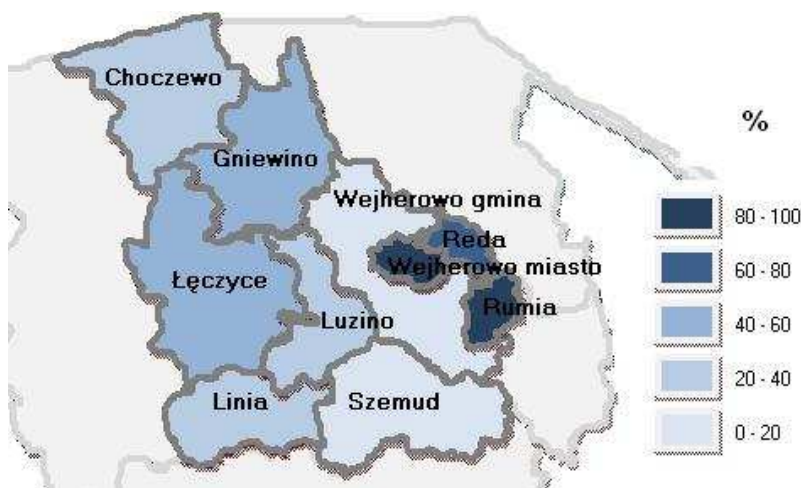 Choczewo
%
Gniewino
Wejherowo gmina
80 - 100
Reda
Wejherowo miasto
60 - 80
Łęczyce
Rumia
Luzino
40 - 60
20 - 40
Linia
Szemud
0 - 20